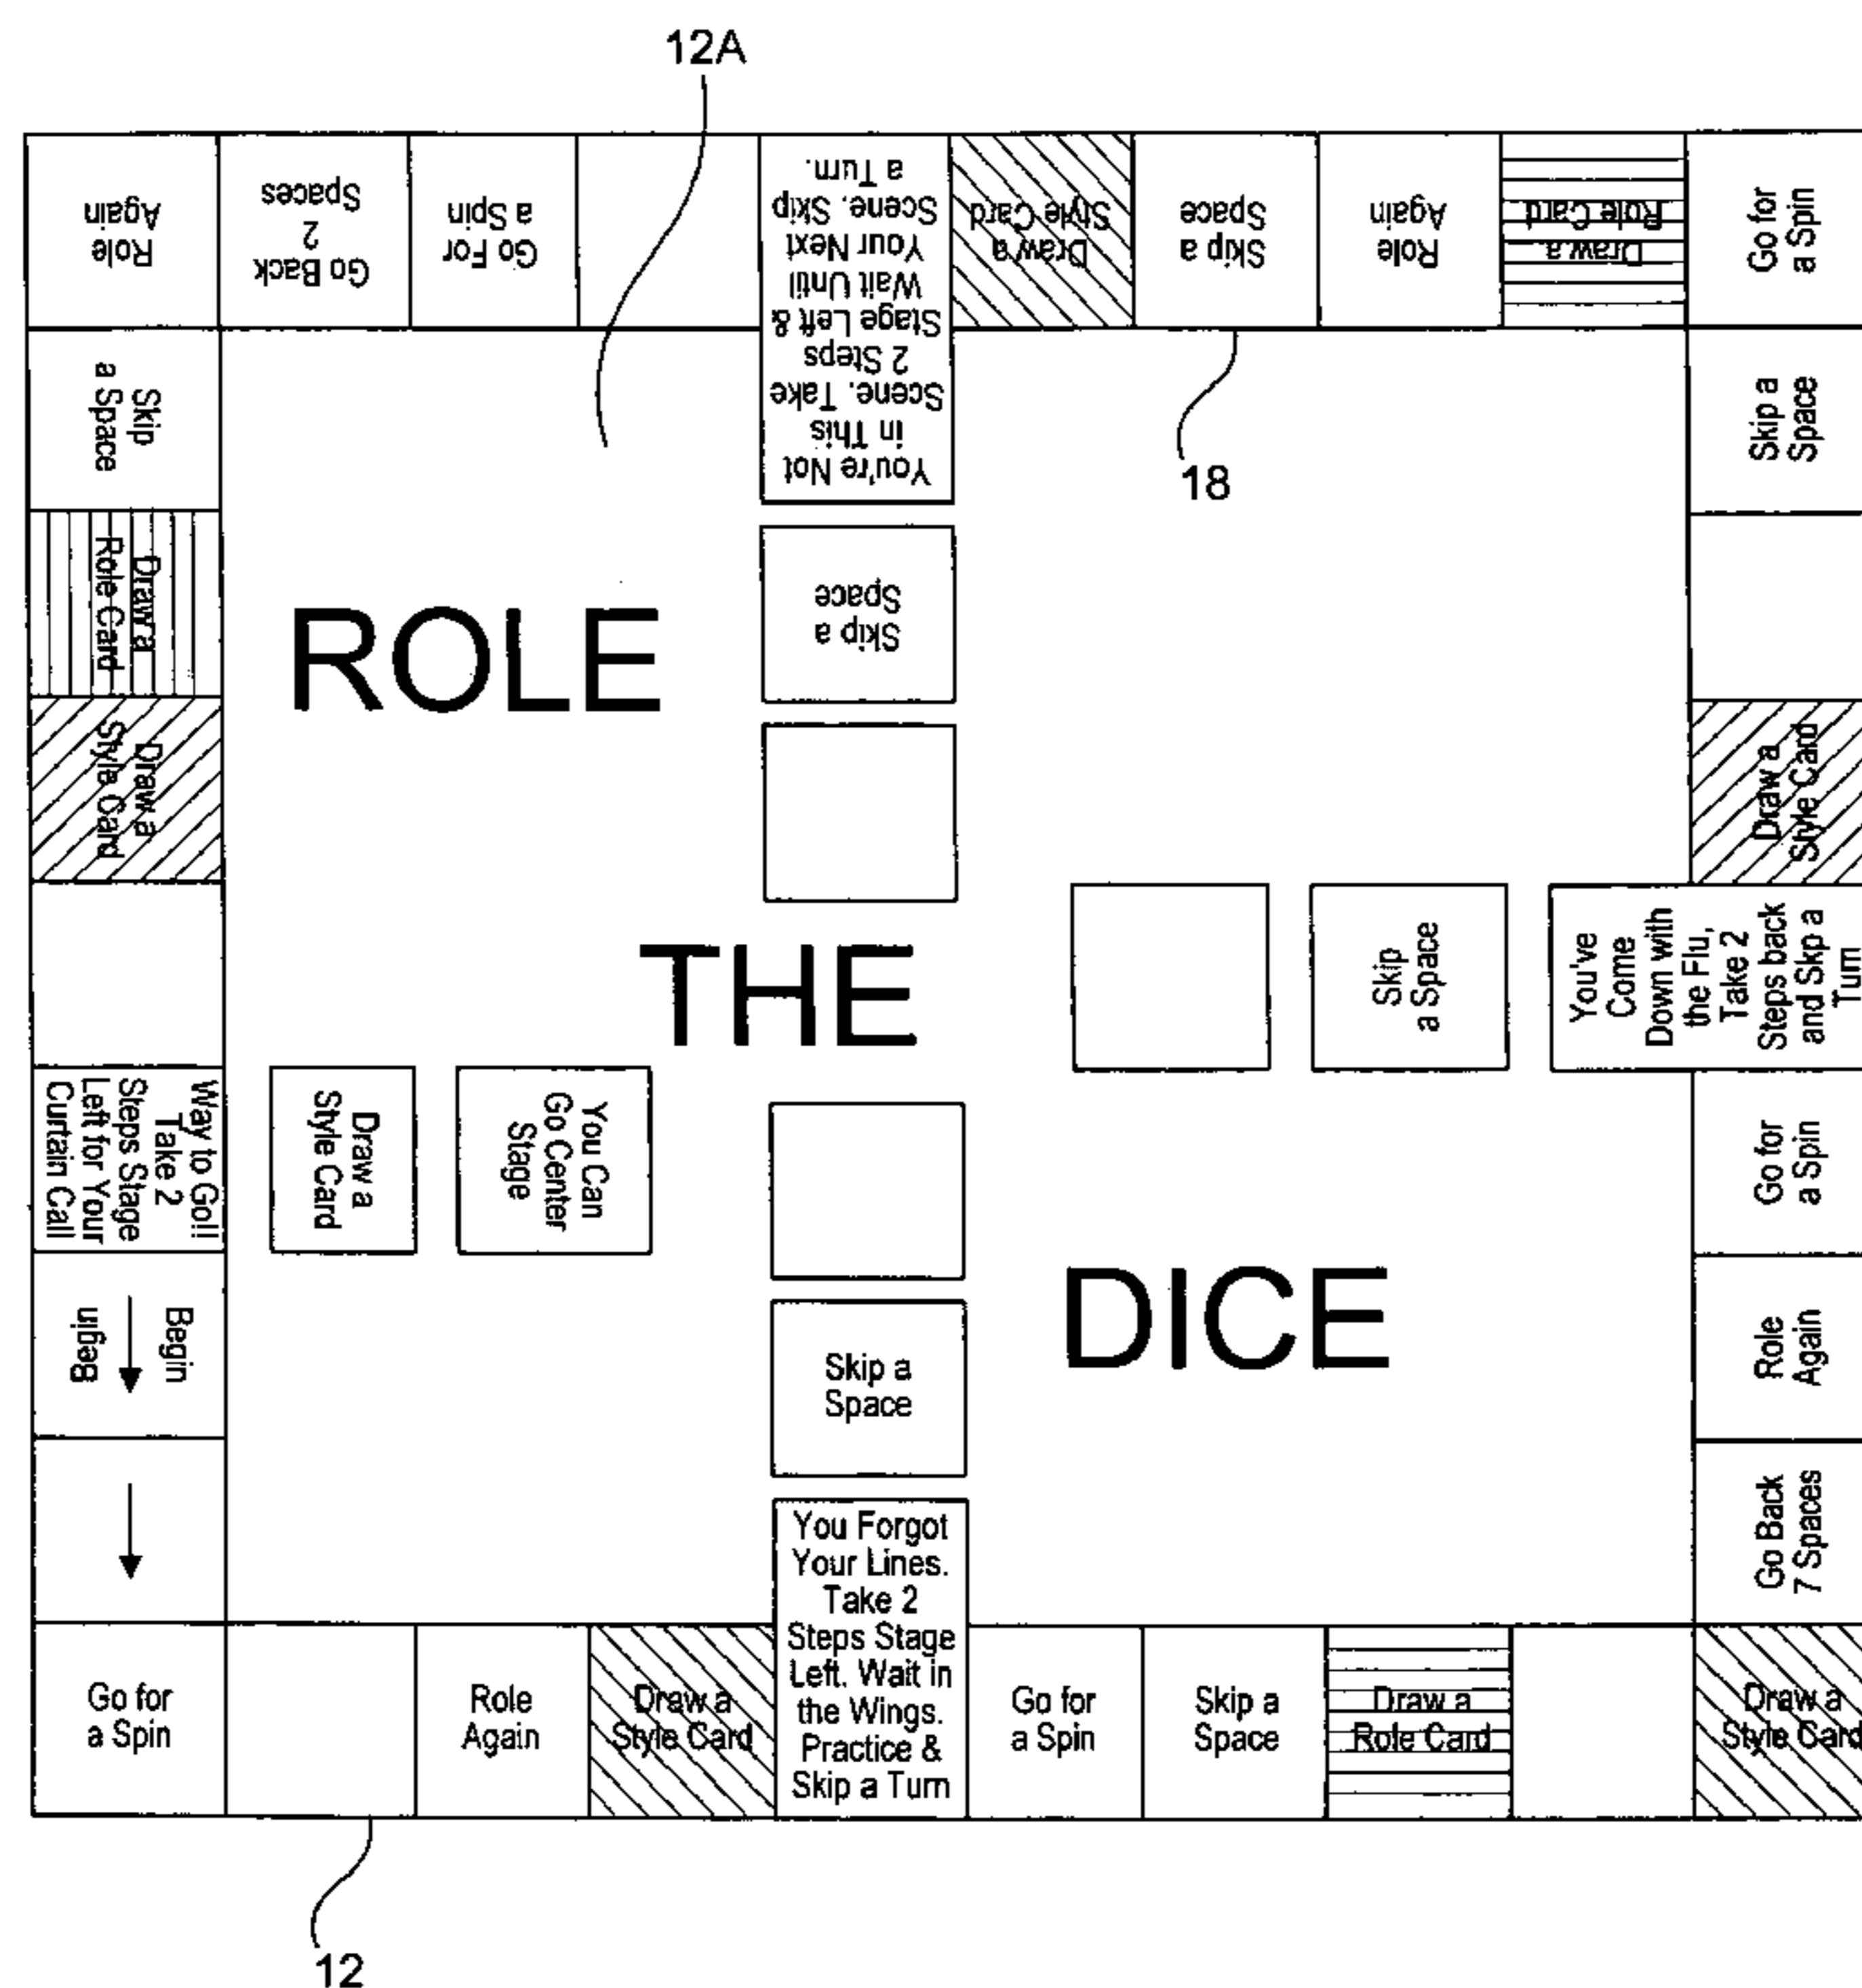 12A
Role
Again
Go Back
2
Spaces
Go For
a Spin
You're Not
in This
Scene. Take
2 Steps
Stage Left &
Wait Until
Your Next
Scene. Skip
a Turn.
Draw a
Style Card
Skip a
Space
Role
Again
Draw a
Role Card
Go for
a Spin
18
Skip
a Space
Draw a
Role Card
Draw a
Style Card
Way to Go!!
Take 2
Steps Stage
Left for Your
Curtain Call
Begin
Begin
ROLE
THE
DICE
Skip a
Space
Draw a
Style Card
You Can
Go Center
Stage
Skip a
Space
Skip
a Space
Skip a
Space
Draw a
Style Card
You've
Come
Down with
the Flu,
Take 2
Steps back
and Skp a
Turn
Go for
a Spin
Role
Again
Go Back
7 Spaces
Go for
a Spin
Role
Again
Draw a
Style Card
You Forgot
Your Lines.
Take 2
Steps Stage
Left. Wait in
the Wings.
Practice &
Skip a Turn
Go for
a Spin
Skip a
Space
Draw a
Role Card
Draw a
Style Card
12